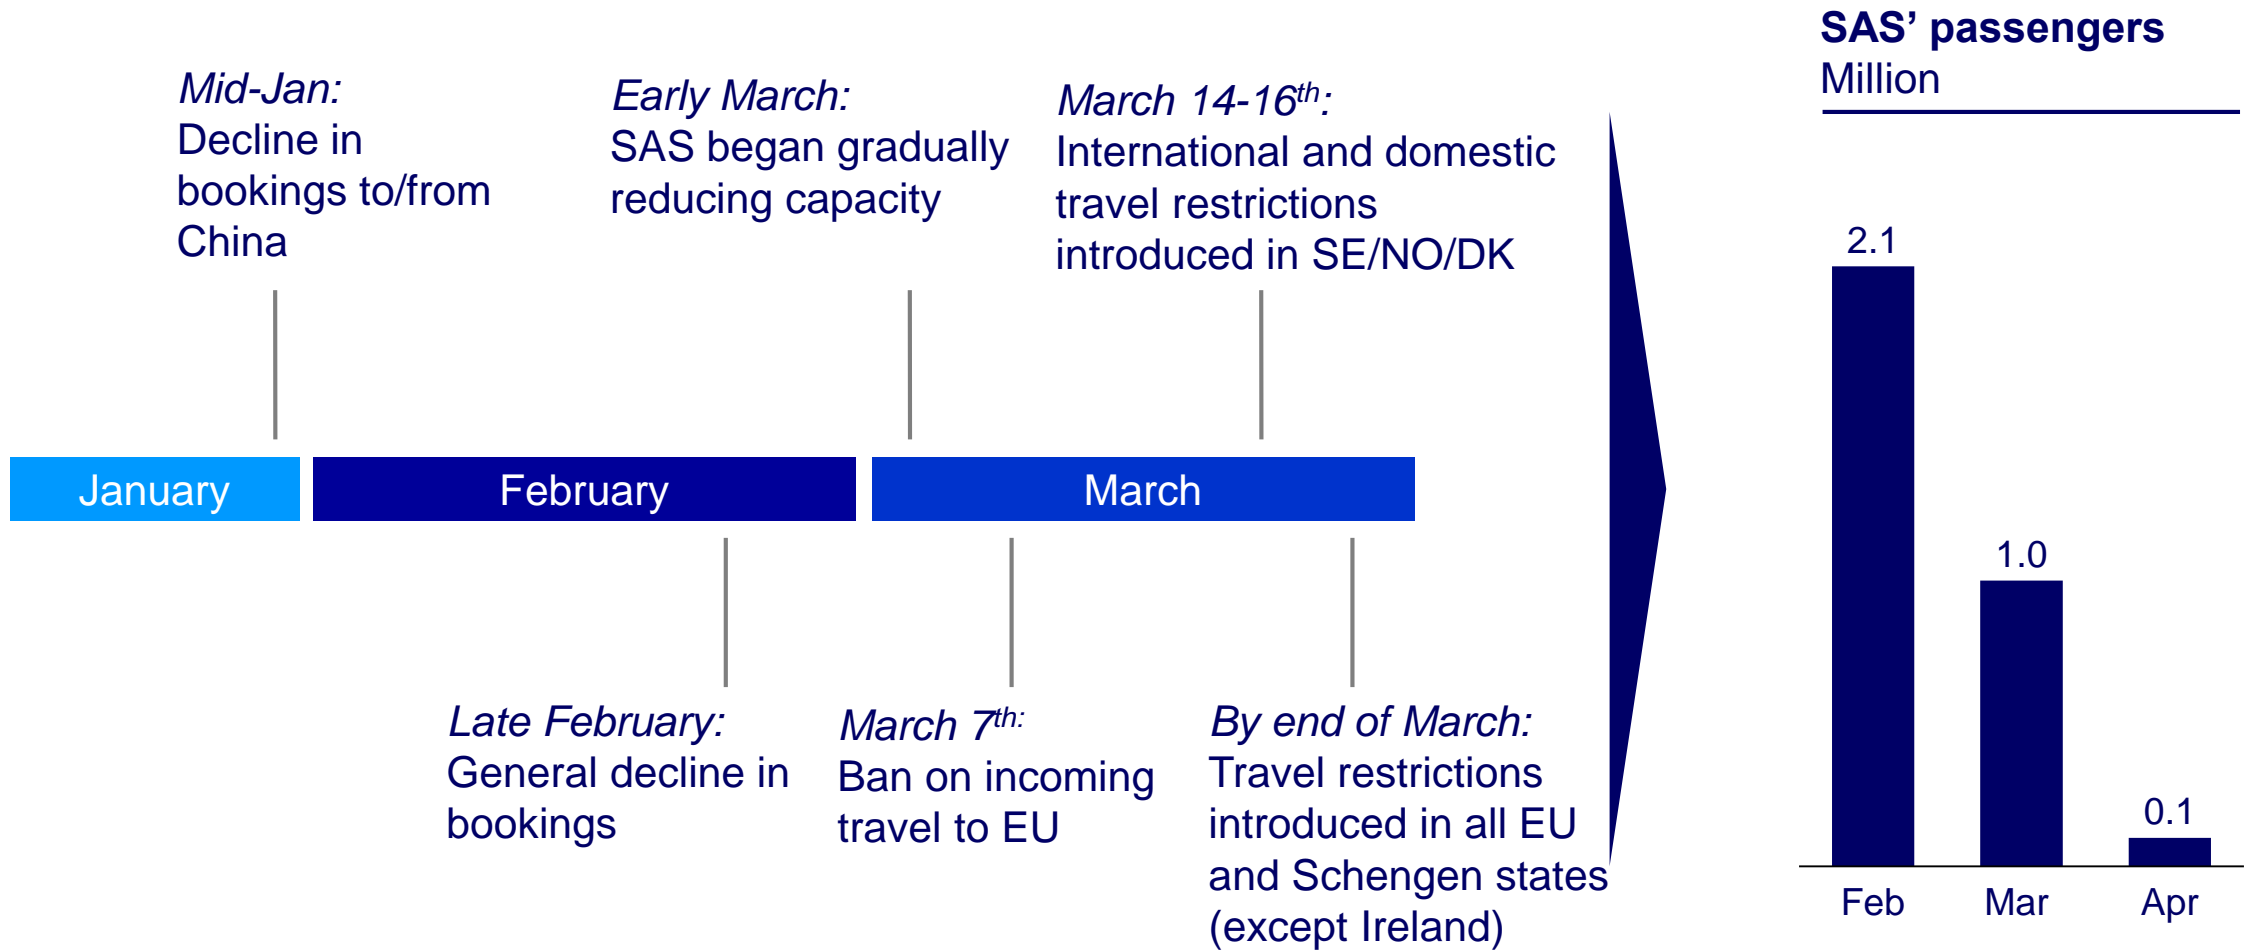 Mid-Jan:
Decline in
bookings to/from
China
Early March:
SAS began gradually
reducing capacity
March 14-16th:
International and domestic
travel restrictions
introduced in SE/NO/DK
January
February
March
Late February:
General decline in
bookings
March 7th:
Ban on incoming
travel to EU
By end of March:
Travel restrictions
introduced in all EU
and Schengen states
(except Ireland)
SAS’ passengers
Million
2.1
1.0
0.1
Feb
Mar
Apr